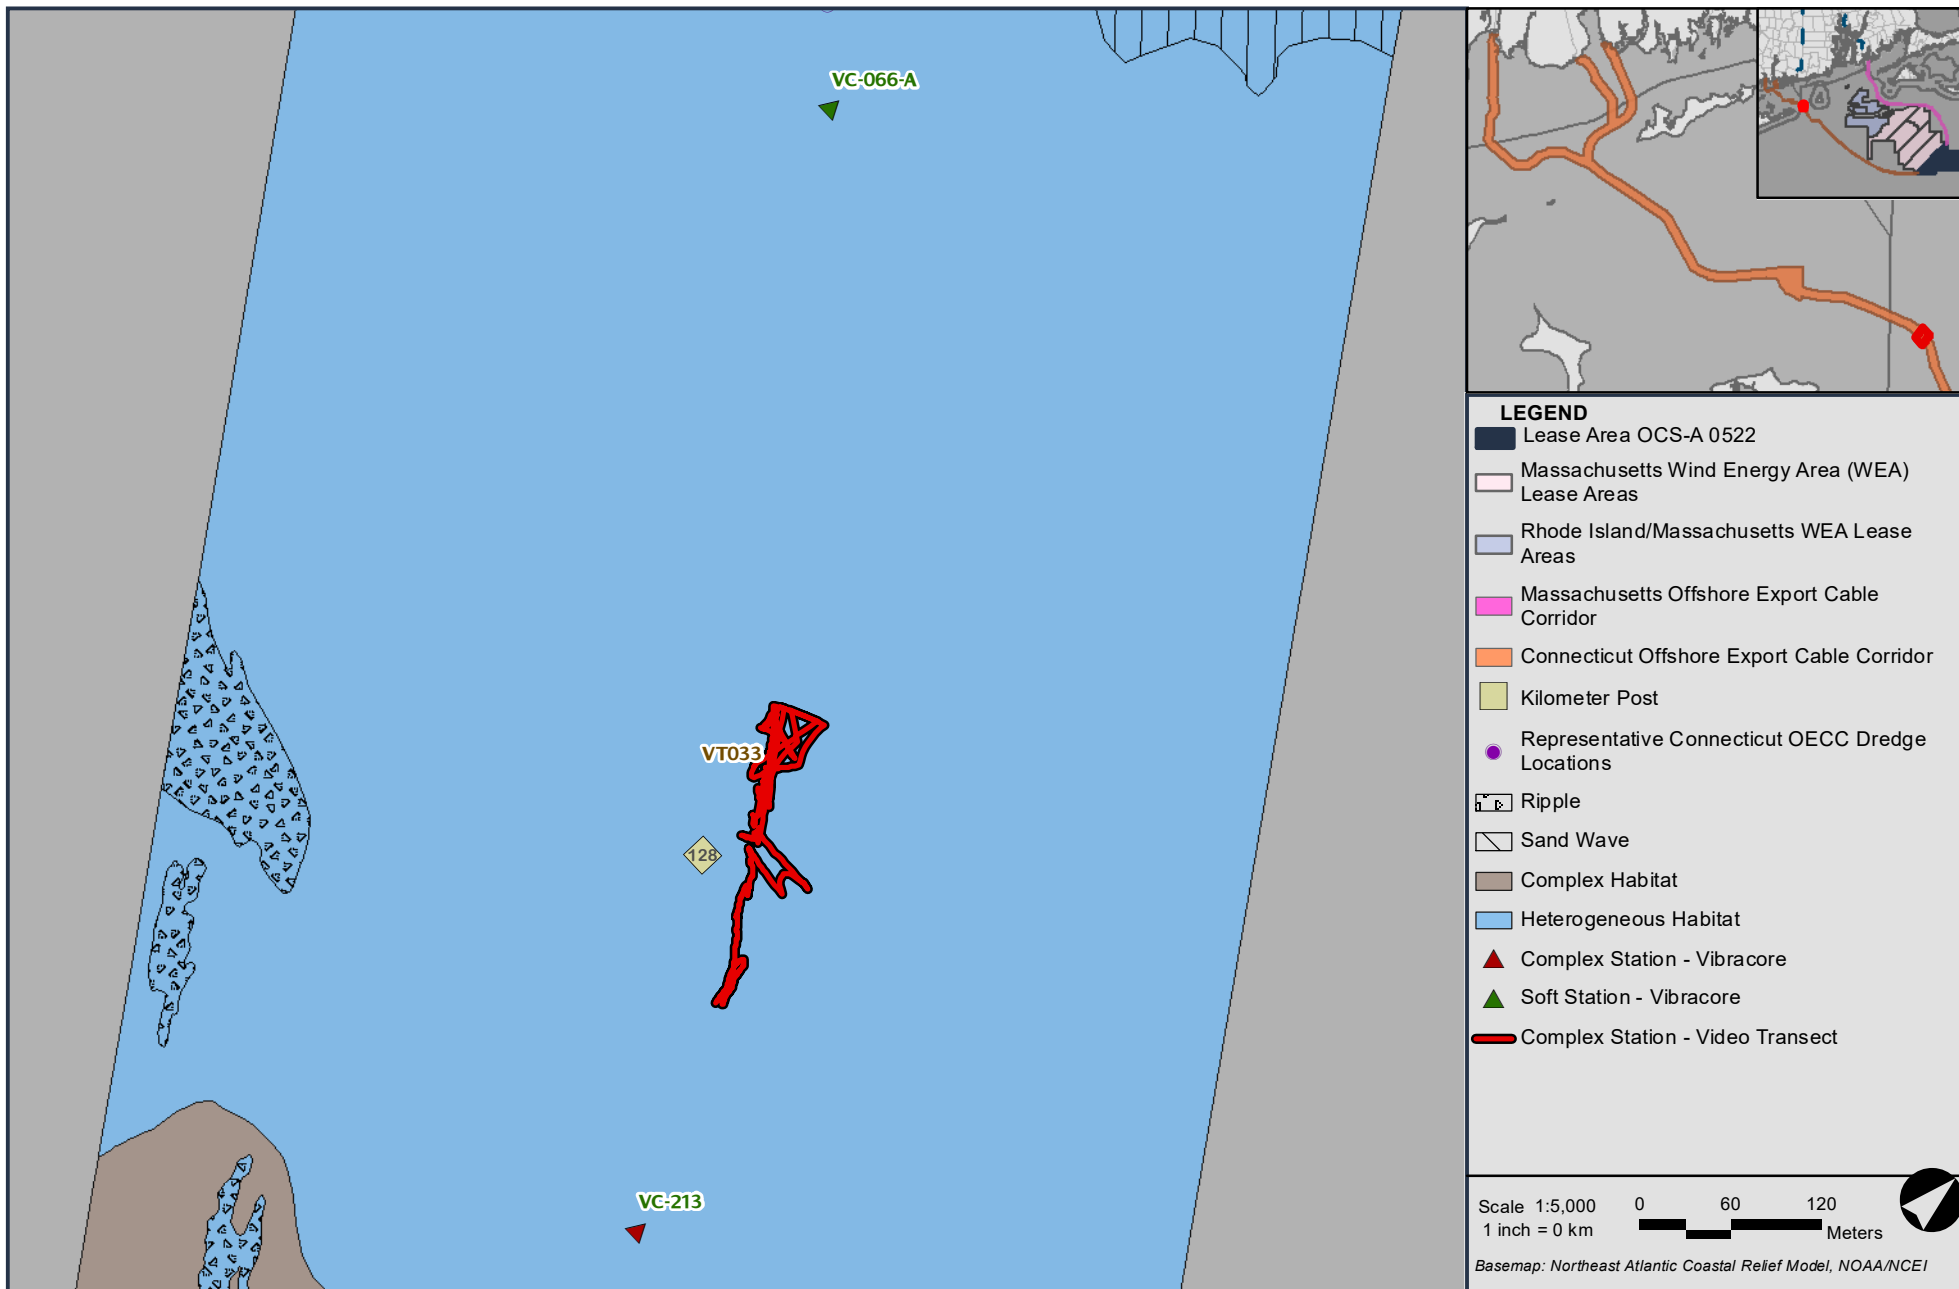 VC-066-A
VT033
128
VC-213
LEGEND
Lease Area OCS-A 0522
Massachusetts Wind Energy Area (WEA)
Lease Areas
Rhode Island/Massachusetts WEA Lease
Areas
Massachusetts Offshore Export Cable
Corridor
Connecticut Offshore Export Cable Corridor
Kilometer Post
Representative Connecticut OECC Dredge
Locations
Ripple
Sand Wave
Complex Habitat
Heterogeneous Habitat
Complex Station - Vibracore
Soft Station - Vibracore
Complex Station - Video Transect
Scale 1:5,000
1 inch = 0 km
0 60 120
Meters
Basemap: Northeast Atlantic Coastal Relief Model, NOAA/NCEI